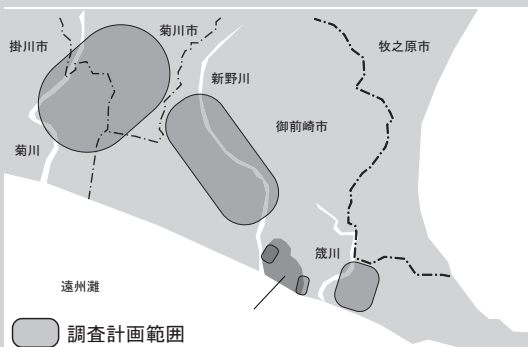 掛川市
菊川市
牧之原市
新野川
御前崎市
菊川
筬川
遠州灘
調査計画範囲